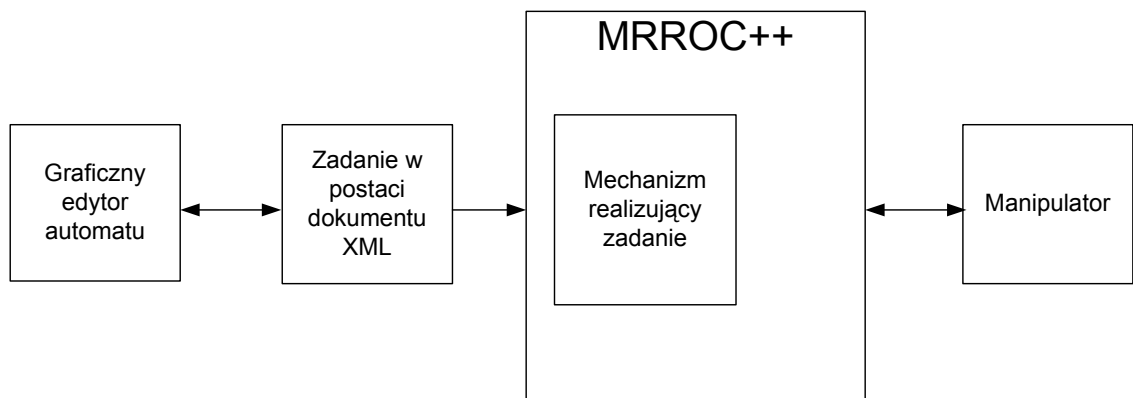 MRROC++
Graficzny
edytor
automatu
Zadanie w
postaci
dokumentu
XML
Mechanizm
realizujący
zadanie
Manipulator